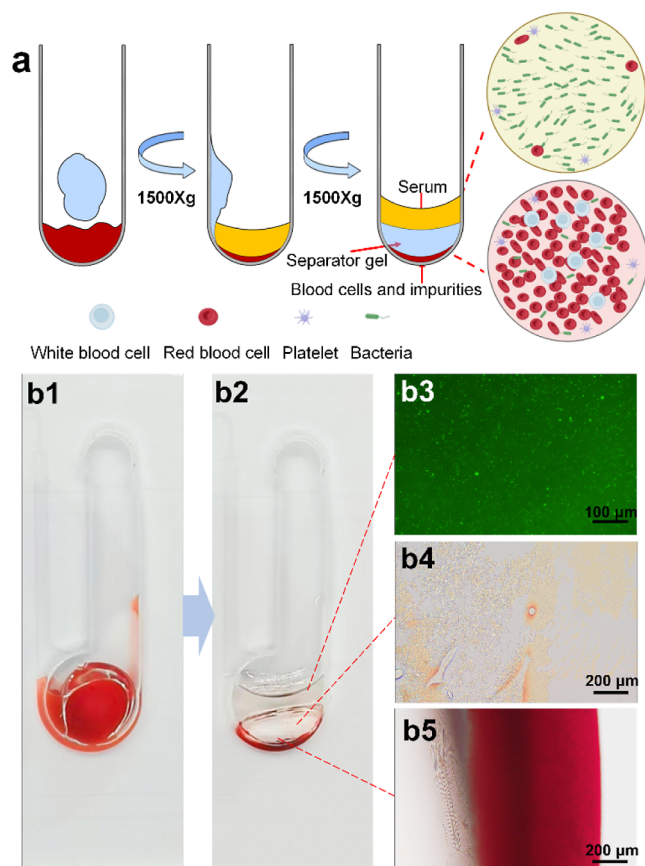 a
1500Xg
1500Xg
Serum
Separator gel
Blood cells and impurities
White blood cell Red blood cell Platelet Bacteria
b1
b2
b3
100 µm
b4
200 µm
b5
200 µm